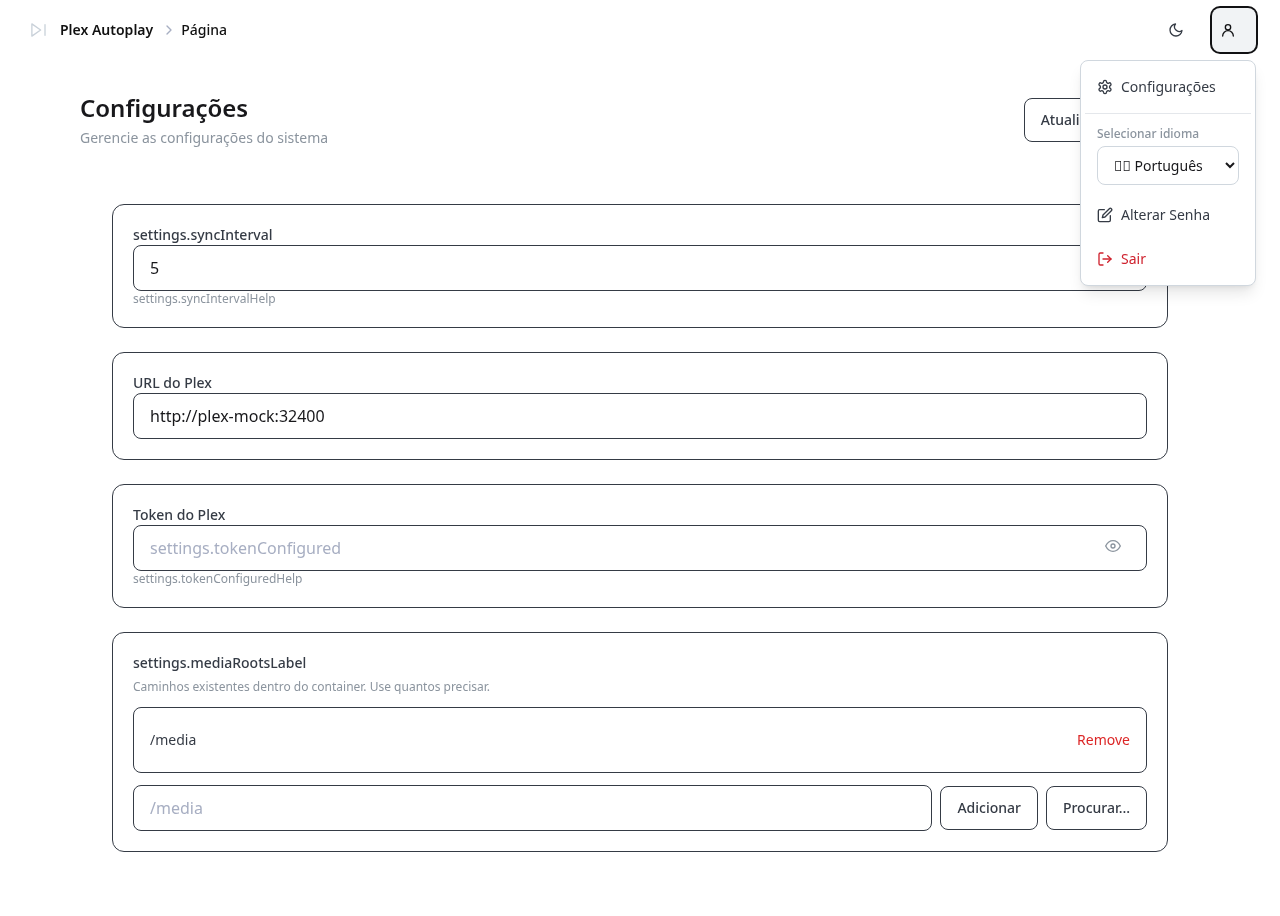 Plex Autoplay
Página
Configurações
Gerencie as configurações do sistema
Atuali
Configurações
Selecionar idioma
Português
Alterar Senha
Sair
settings.syncInterval
5
settings.syncIntervalHelp
URL do Plex
http://plex-mock:32400
Token do Plex
settings.tokenConfigured
settings.tokenConfiguredHelp
settings.mediaRootsLabel
Caminhos existentes dentro do container. Use quantos precisar.
/media
Remove
/media
Adicionar
Procurar...